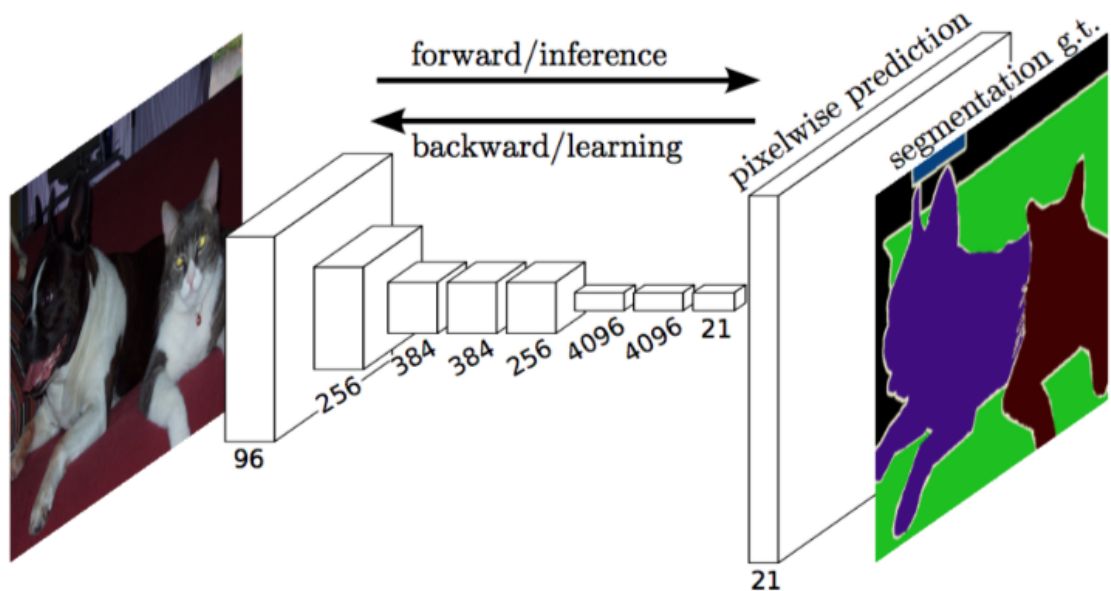 forward/inference
backward/learning
pixelwise prediction
segmentation g.t.
96
256
384
384
256
4096
4096
21
21